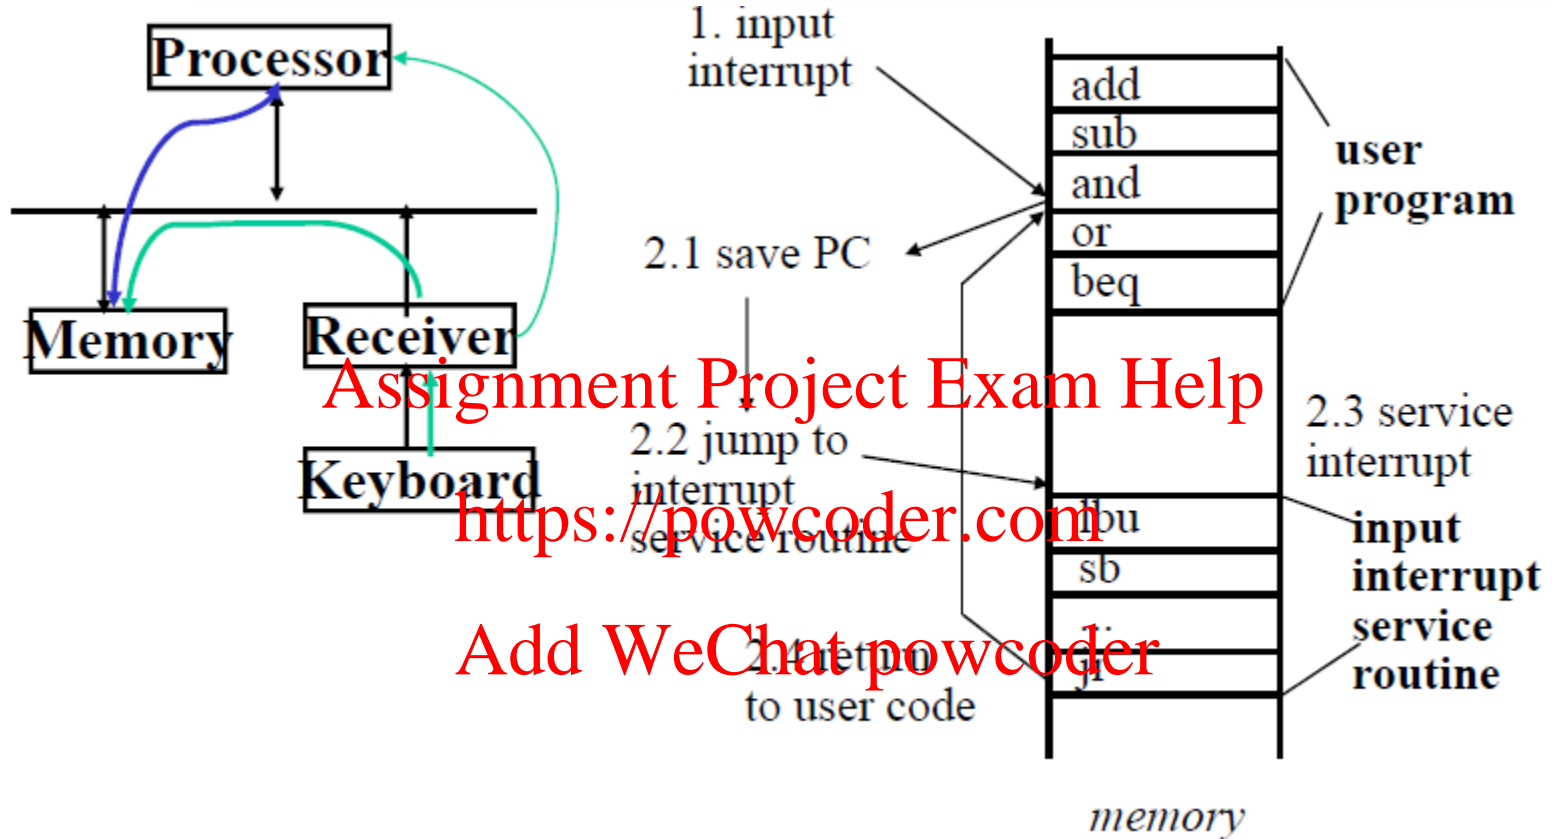 Processor
Memory
Receiver
Keyboard
1. input
interrupt
2.1 save PC
2.2 jump to
interrupt
service routine
2.4 return
to user code
add
sub
and
or
beq
lbu
sb
...
jr
user
program
2.3 service
interrupt
input
interrupt
service
routine
memory
Assignment Project Exam Help
https://powcoder.com
Add WeChat powcoder